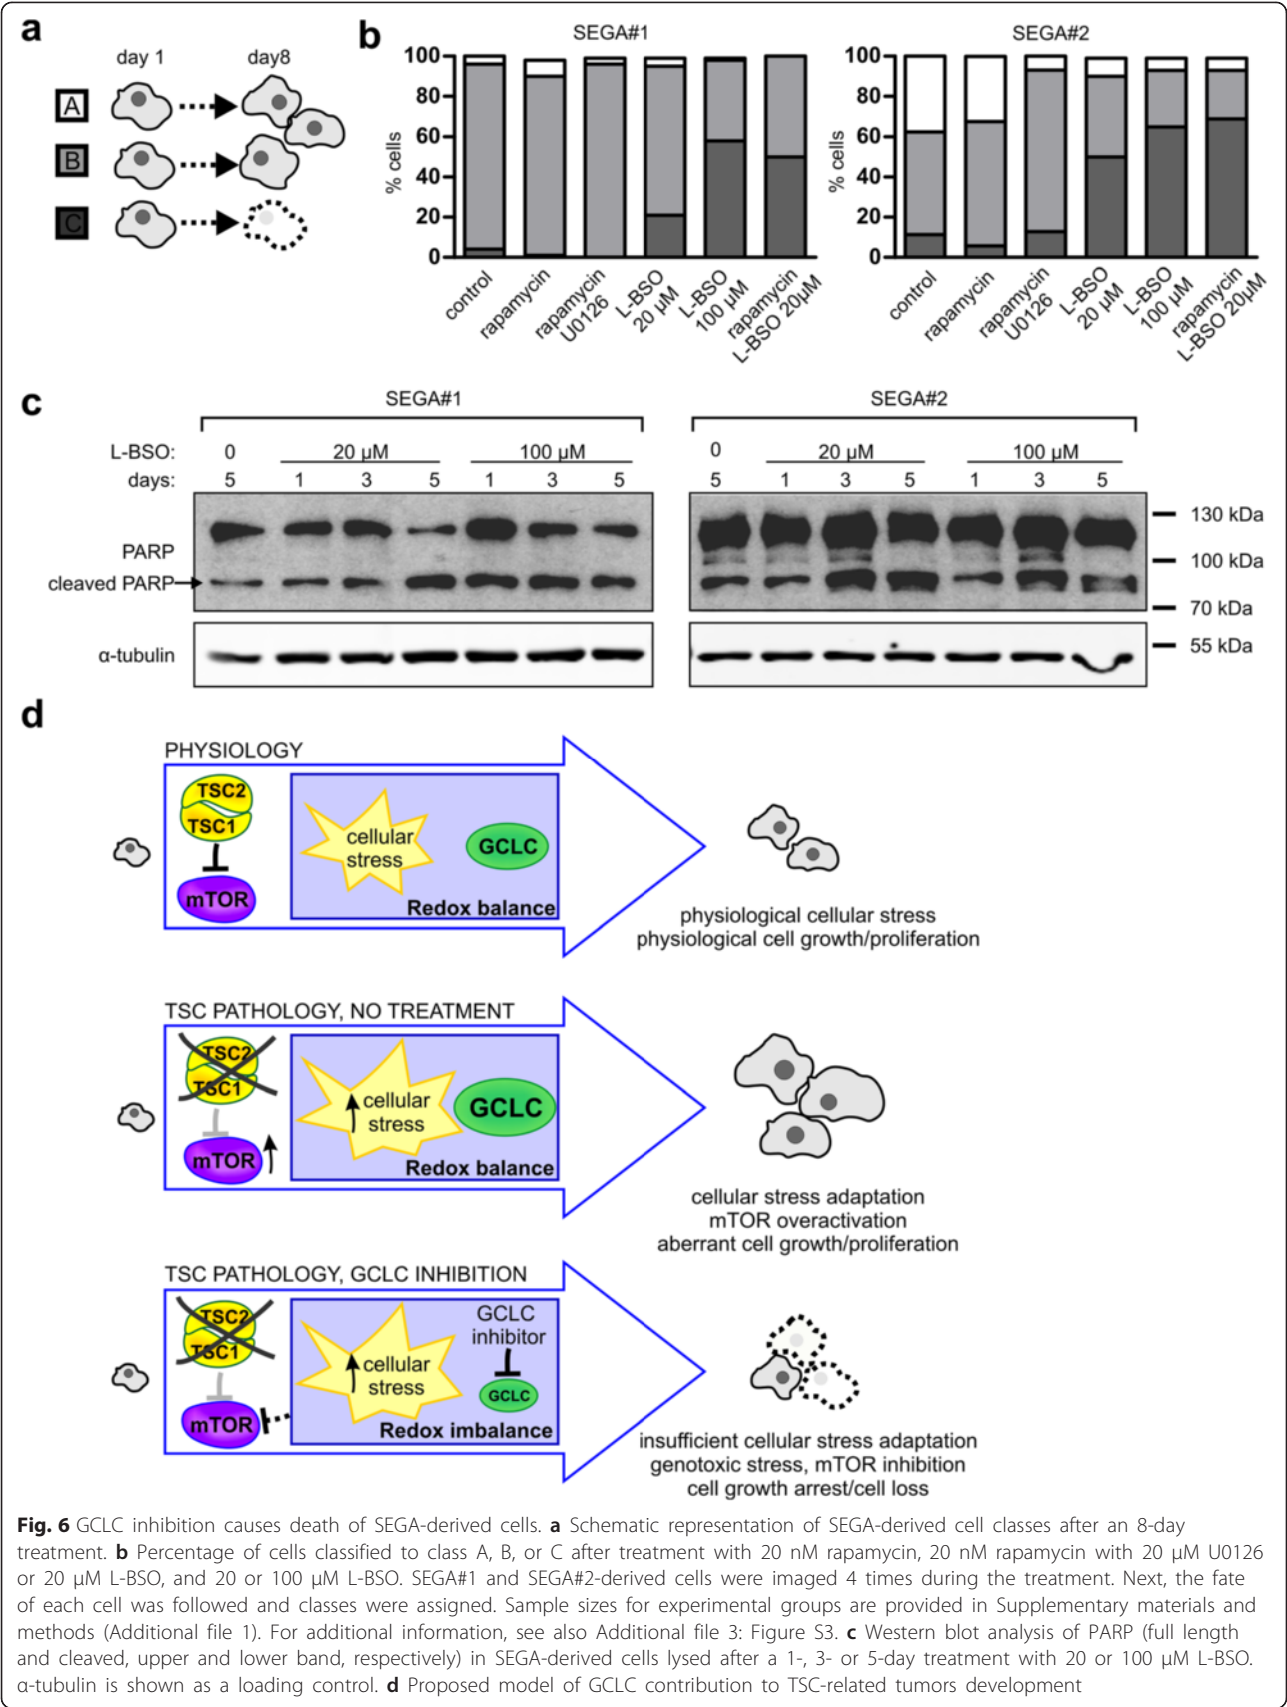 a
day 1 day8
A
B
C
b
SEGA#1
% cells
100
80
60
40
20
0
control
rapamycin
rapamycin U0126
L-BSO 20 µM
L-BSO 100 µM
rapamycin L-BSO 20µM
SEGA#2
% cells
100
80
60
40
20
0
control
rapamycin
rapamycin U0126
L-BSO 20 µM
L-BSO 100 µM
rapamycin L-BSO 20µM
c
SEGA#1 SEGA#2
L-BSO: 0 20 µM 100 µM 0 20 µM 100 µM
days: 5 1 3 5 1 3 5 5 1 3 5 1 3 5
130 kDa
PARP
100 kDa
cleaved PARP
70 kDa
55 kDa
α-tubulin
d
PHYSIOLOGY
TSC2
TSC1
mTOR
cellular
stress
GCLC
Redox balance
physiological cellular stress
physiological cell growth/proliferation
TSC PATHOLOGY, NO TREATMENT
TSC2
TSC1
mTOR
cellular
stress
GCLC
Redox balance
cellular stress adaptation
mTOR overactivation
aberrant cell growth/proliferation
TSC PATHOLOGY, GCLC INHIBITION
TSC2
TSC1
mTOR
cellular
stress
GCLC
inhibitor
GCLC
Redox imbalance
insufficient cellular stress adaptation
genotoxic stress, mTOR inhibition
cell growth arrest/cell loss
Fig. 6 GCLC inhibition causes death of SEGA-derived cells. a Schematic representation of SEGA-derived cell classes after an 8-day
treatment. b Percentage of cells classified to class A, B, or C after treatment with 20 nM rapamycin, 20 nM rapamycin with 20 µM U0126
or 20 µM L-BSO, and 20 or 100 µM L-BSO. SEGA#1 and SEGA#2-derived cells were imaged 4 times during the treatment. Next, the fate
of each cell was followed and classes were assigned. Sample sizes for experimental groups are provided in Supplementary materials and
methods (Additional file 1). For additional information, see also Additional file 3: Figure S3. c Western blot analysis of PARP (full length
and cleaved, upper and lower band, respectively) in SEGA-derived cells lysed after a 1-, 3- or 5-day treatment with 20 or 100 µM L-BSO.
α-tubulin is shown as a loading control. d Proposed model of GCLC contribution to TSC-related tumors development